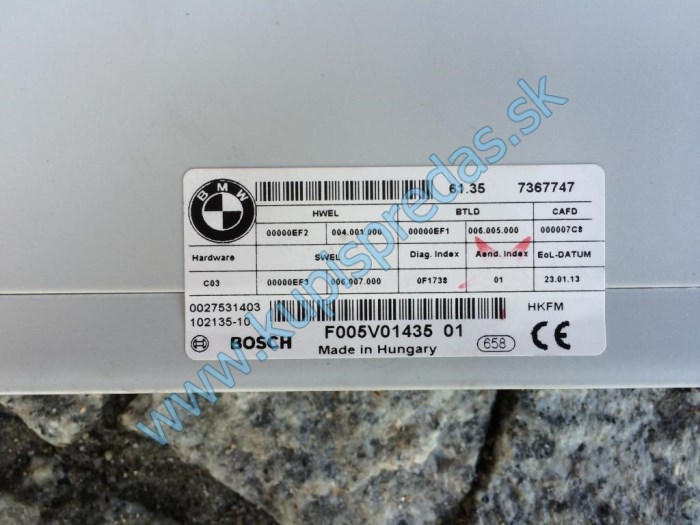 BMW
61.35 7367747
HWEL BTLD CAFD
00000EF2 004.001.000 00000EF1 006.005.000 000007C8
Hardware SWEL Diag. Index Aend. Index EoL-DATUM
C03 00000EF3 006.007.000 0F1738 01 23.01.13
0027531403 HKFM
102135-10
F005V01435 01
BOSCH Made in Hungary 658 CE
www.kupispredas.sk